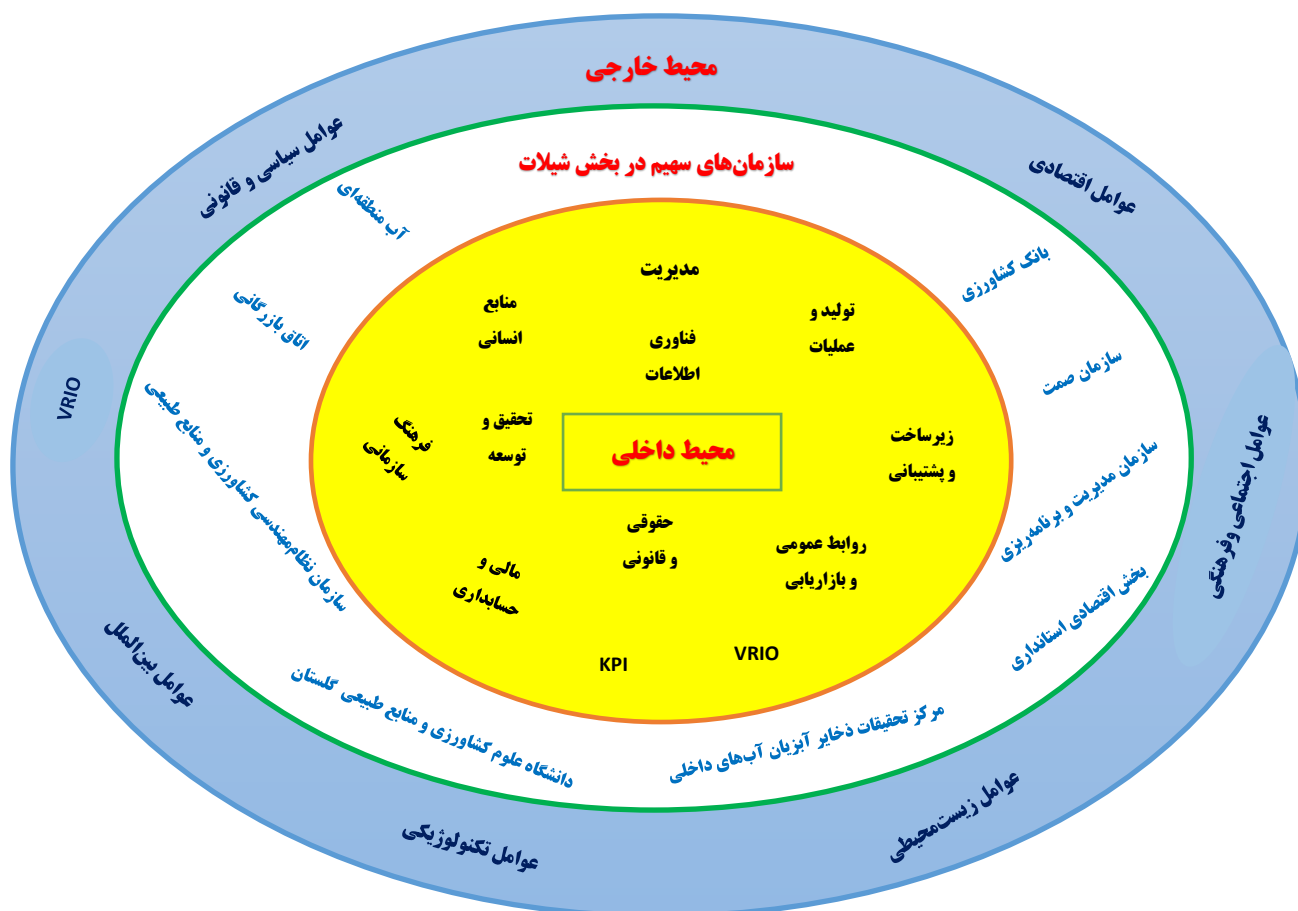 محیط خارجی
عوامل سیاسی و قانونی
عوامل اقتصادی
عوامل اجتماعی وفرهنگی
عوامل زیست‌محیطی
عوامل تکنولوژیکی
عوامل بین‌الملل
VRIO
سازمان‌های سهیم در بخش شیلات
آب منطقه‌ای
بانک کشاورزی
اتاق بازرگانی
سازمان صمت
سازمان نظام‌مهندسی کشاورزی و منابع طبیعی
سازمان مدیریت و برنامه‌ریزی
بخش اقتصادی استانداری
دانشگاه علوم کشاورزی و منابع طبیعی گلستان
مرکز تحقیقات ذخایر آبزیان آب‌های داخلی
مدیریت
تولید و
عملیات
فناوری
اطلاعات
منابع
انسانی
زیرساخت
و پشتیبانی
محیط داخلی
تحقیق و
توسعه
فرهنگ
سازمانی
روابط عمومی
و بازاریابی
حقوقی
و قانونی
مالی و
حسابداری
VRIO
KPI